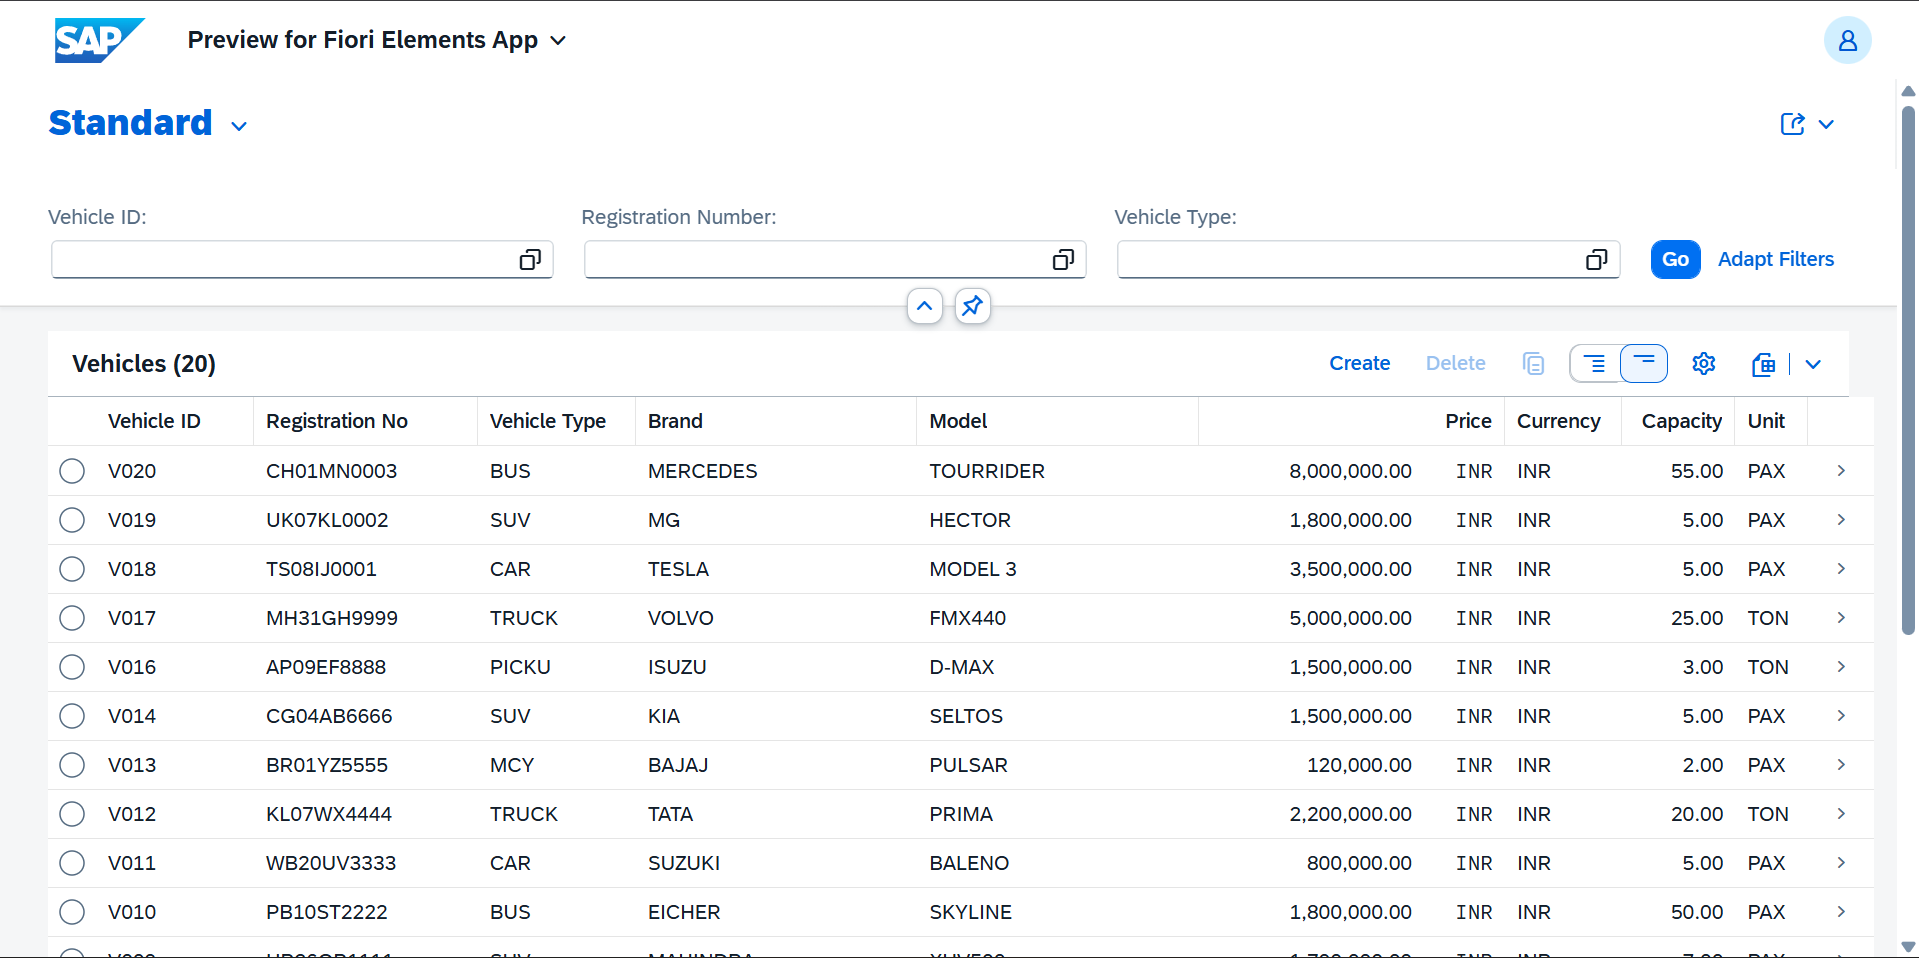 SAP Preview for Fiori Elements App
Standard
Vehicle ID: Registration Number: Vehicle Type:
Go Adapt Filters
Vehicles (20) Create Delete
Vehicle ID Registration No Vehicle Type Brand Model Price Currency Capacity Unit
V020 CH01MN0003 BUS MERCEDES TOURRIDER 8,000,000.00 INR INR 55.00 PAX
V019 UK07KL0002 SUV MG HECTOR 1,800,000.00 INR INR 5.00 PAX
V018 TS08IJ0001 CAR TESLA MODEL 3 3,500,000.00 INR INR 5.00 PAX
V017 MH31GH9999 TRUCK VOLVO FMX440 5,000,000.00 INR INR 25.00 TON
V016 AP09EF8888 PICKU ISUZU D-MAX 1,500,000.00 INR INR 3.00 TON
V014 CG04AB6666 SUV KIA SELTOS 1,500,000.00 INR INR 5.00 PAX
V013 BR01YZ5555 MCY BAJAJ PULSAR 120,000.00 INR INR 2.00 PAX
V012 KL07WX4444 TRUCK TATA PRIMA 2,200,000.00 INR INR 20.00 TON
V011 WB20UV3333 CAR SUZUKI BALENO 800,000.00 INR INR 5.00 PAX
V010 PB10ST2222 BUS EICHER SKYLINE 1,800,000.00 INR INR 50.00 PAX